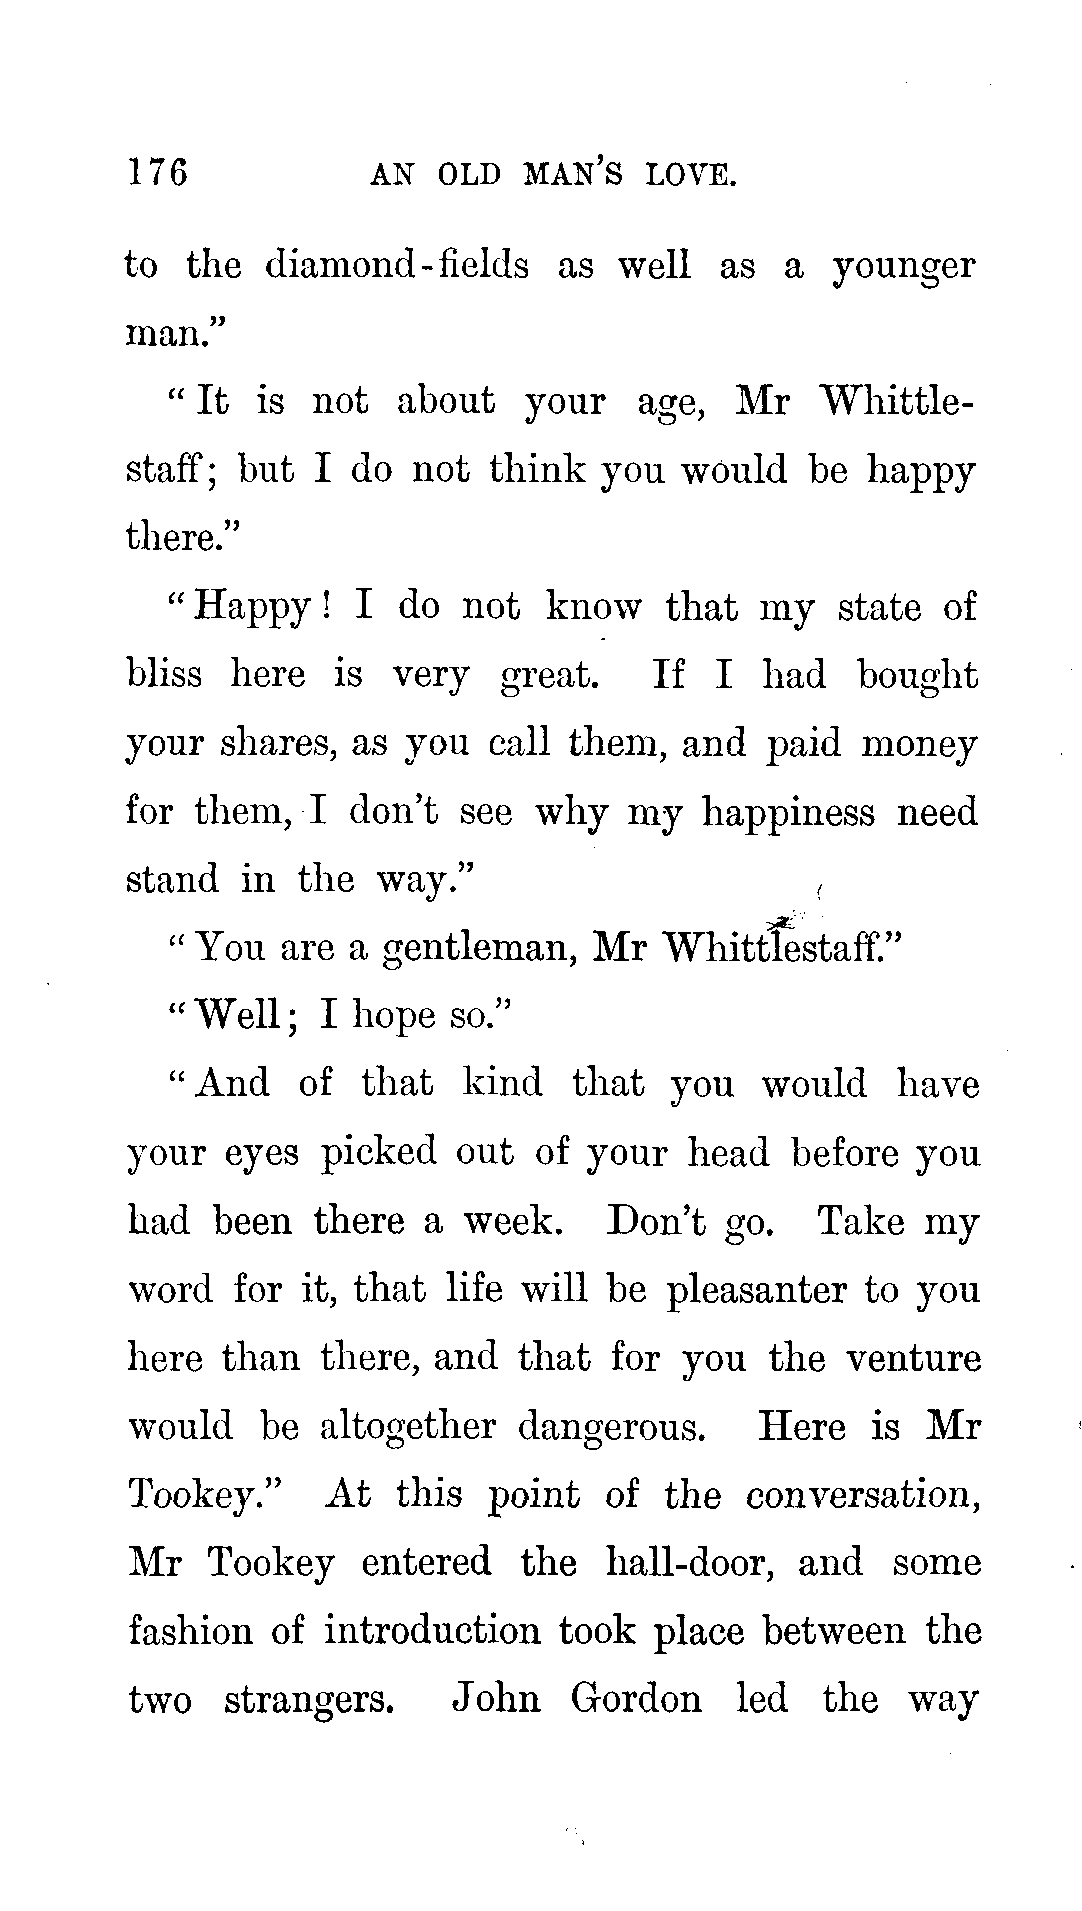 176 AN OLD MAN'S LOVE.
to the diamond-fields as well as a younger
man.”
“It is not about your age, Mr Whittle-
staff; but I do not think you would be happy
there.”
“Happy! I do not know that my state of
bliss here is very great. If I had bought
your shares, as you call them, and paid money
for them, I don't see why my happiness need
stand in the way.”
“You are a gentleman, Mr Whittlestaff.”
“Well; I hope so.”
“And of that kind that you would have
your eyes picked out of your head before you
had been there a week. Don't go. Take my
word for it, that life will be pleasanter to you
here than there, and that for you the venture
would be altogether dangerous. Here is Mr
Tookey.” At this point of the conversation,
Mr Tookey entered the hall-door, and some
fashion of introduction took place between the
two strangers. John Gordon led the way